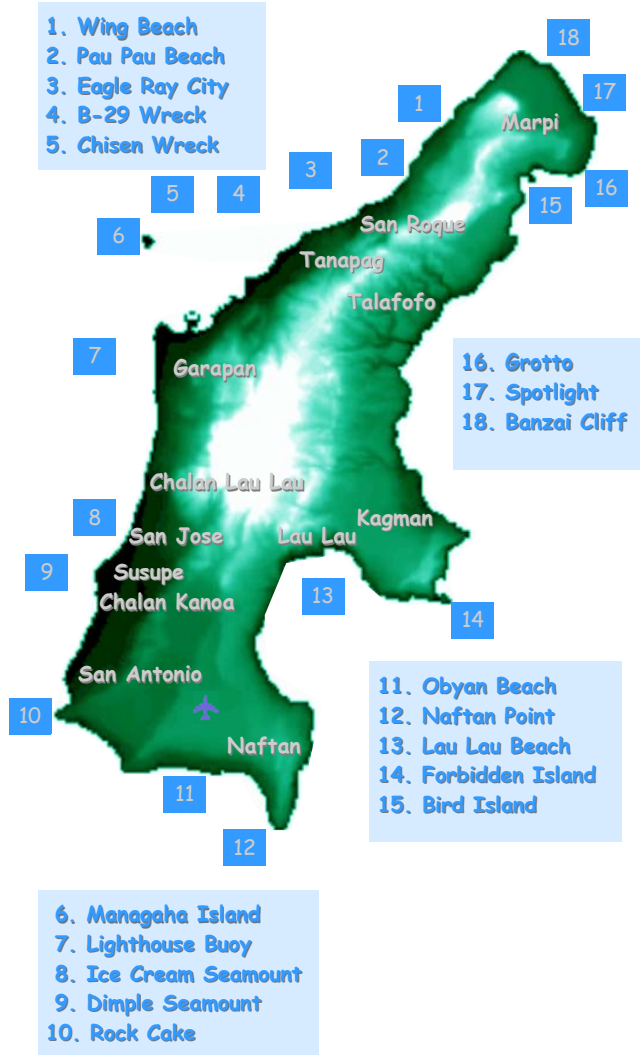 1. Wing Beach
2. Pau Pau Beach
3. Eagle Ray City
4. B-29 Wreck
5. Chisen Wreck
18
17
1
Marpi
2
3
16
5
4
15
San Roque
6
Tanapag
Talafofo
7
Garapan
16. Grotto
17. Spotlight
18. Banzai Cliff
Chalan Lau Lau
8
Kagman
San Jose
Lau Lau
9
Susupe
13
Chalan Kanoa
14
San Antonio
10
Naftan
11. Obyan Beach
12. Naftan Point
13. Lau Lau Beach
14. Forbidden Island
15. Bird Island
11
12
6. Managaha Island
7. Lighthouse Buoy
8. Ice Cream Seamount
9. Dimple Seamount
10. Rock Cake